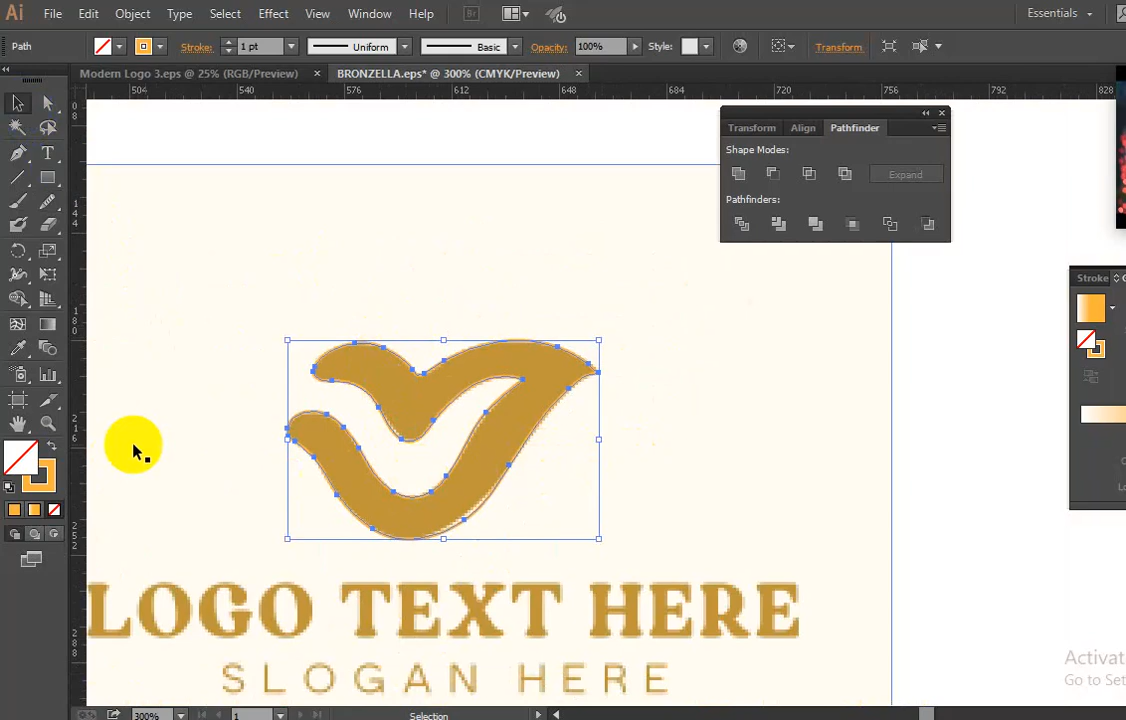 Ai File Edit Object Type Select Effect View Window Help Br Essentials
Path Stroke: 1 pt Uniform Basic Opacity: 100% Style: Transform
Modern Logo 3.eps @ 25% (RGB/Preview) × BRONZELLA.eps* @ 300% (CMYK/Preview) ×
504 540 576 612 648 684 720 756 792 828
Transform Align Pathfinder
Shape Modes:
Expand
Pathfinders:
Stroke
LOGO TEXT HERE
SLOGAN HERE
Activat
Go to Set
300% 1 Selection